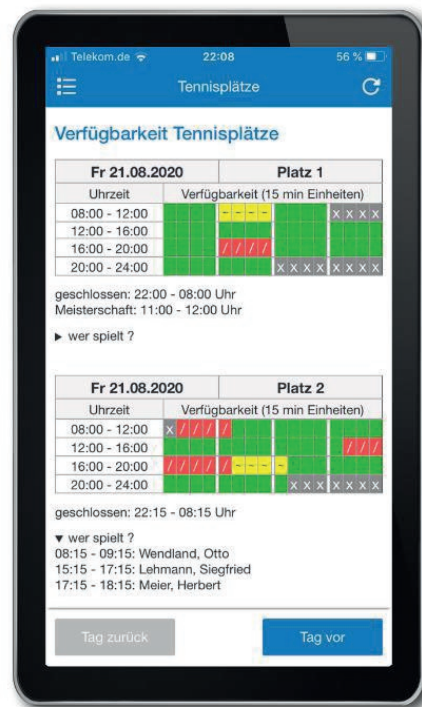 Telekom.de 22:08 56 %
Tennisplätze
Verfügbarkeit Tennisplätze
Fr 21.08.2020 Platz 1
Uhrzeit Verfügbarkeit (15 min Einheiten)
08:00 - 12:00 ~ ~ ~ ~ x x x x
12:00 - 16:00
16:00 - 20:00 / / / /
20:00 - 24:00 x x x x x x x x
geschlossen: 22:00 - 08:00 Uhr
Meisterschaft: 11:00 - 12:00 Uhr
▶ wer spielt ?
Fr 21.08.2020 Platz 2
Uhrzeit Verfügbarkeit (15 min Einheiten)
08:00 - 12:00 x / / / /
12:00 - 16:00 / / /
16:00 - 20:00 / / / / / ~ ~ ~ ~
20:00 - 24:00 x x x x x x x
geschlossen: 22:15 - 08:15 Uhr
▼ wer spielt ?
08:15 - 09:15: Wendland, Otto
15:15 - 17:15: Lehmann, Siegfried
17:15 - 18:15: Meier, Herbert
Tag zurück Tag vor